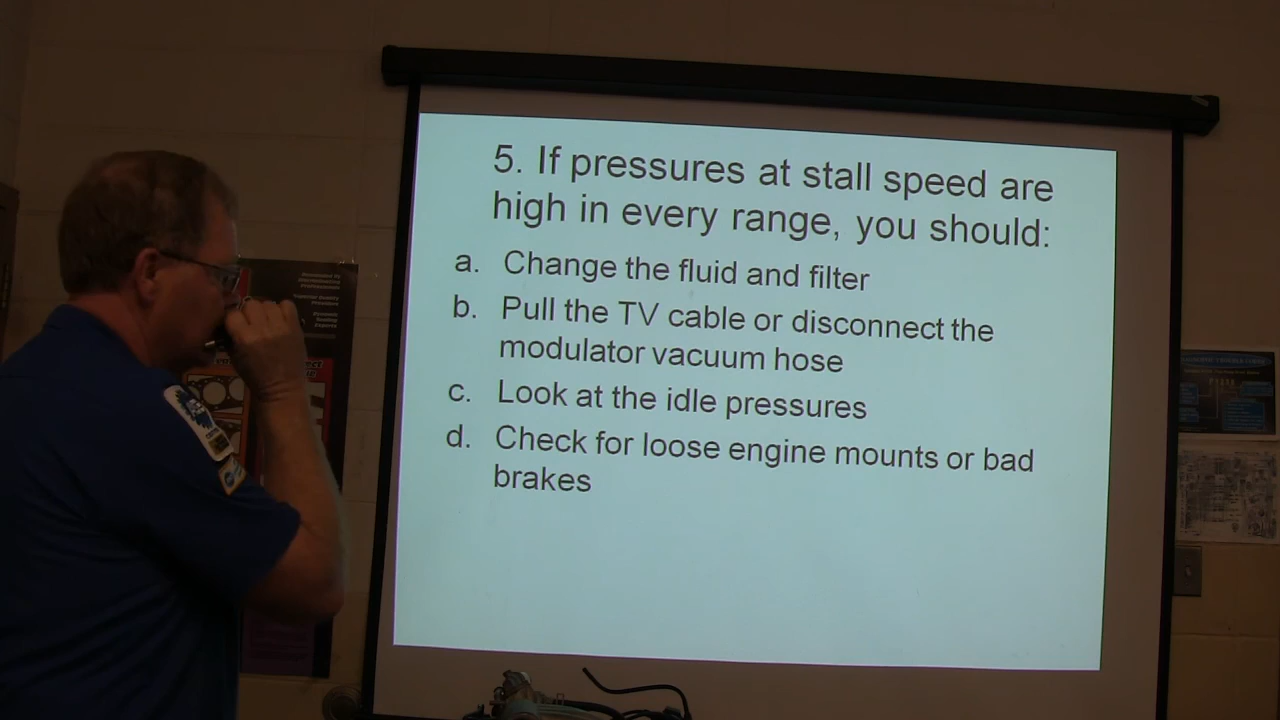 5. If pressures at stall speed are
high in every range, you should:
a. Change the fluid and filter
b. Pull the TV cable or disconnect the
modulator vacuum hose
c. Look at the idle pressures
d. Check for loose engine mounts or bad
brakes